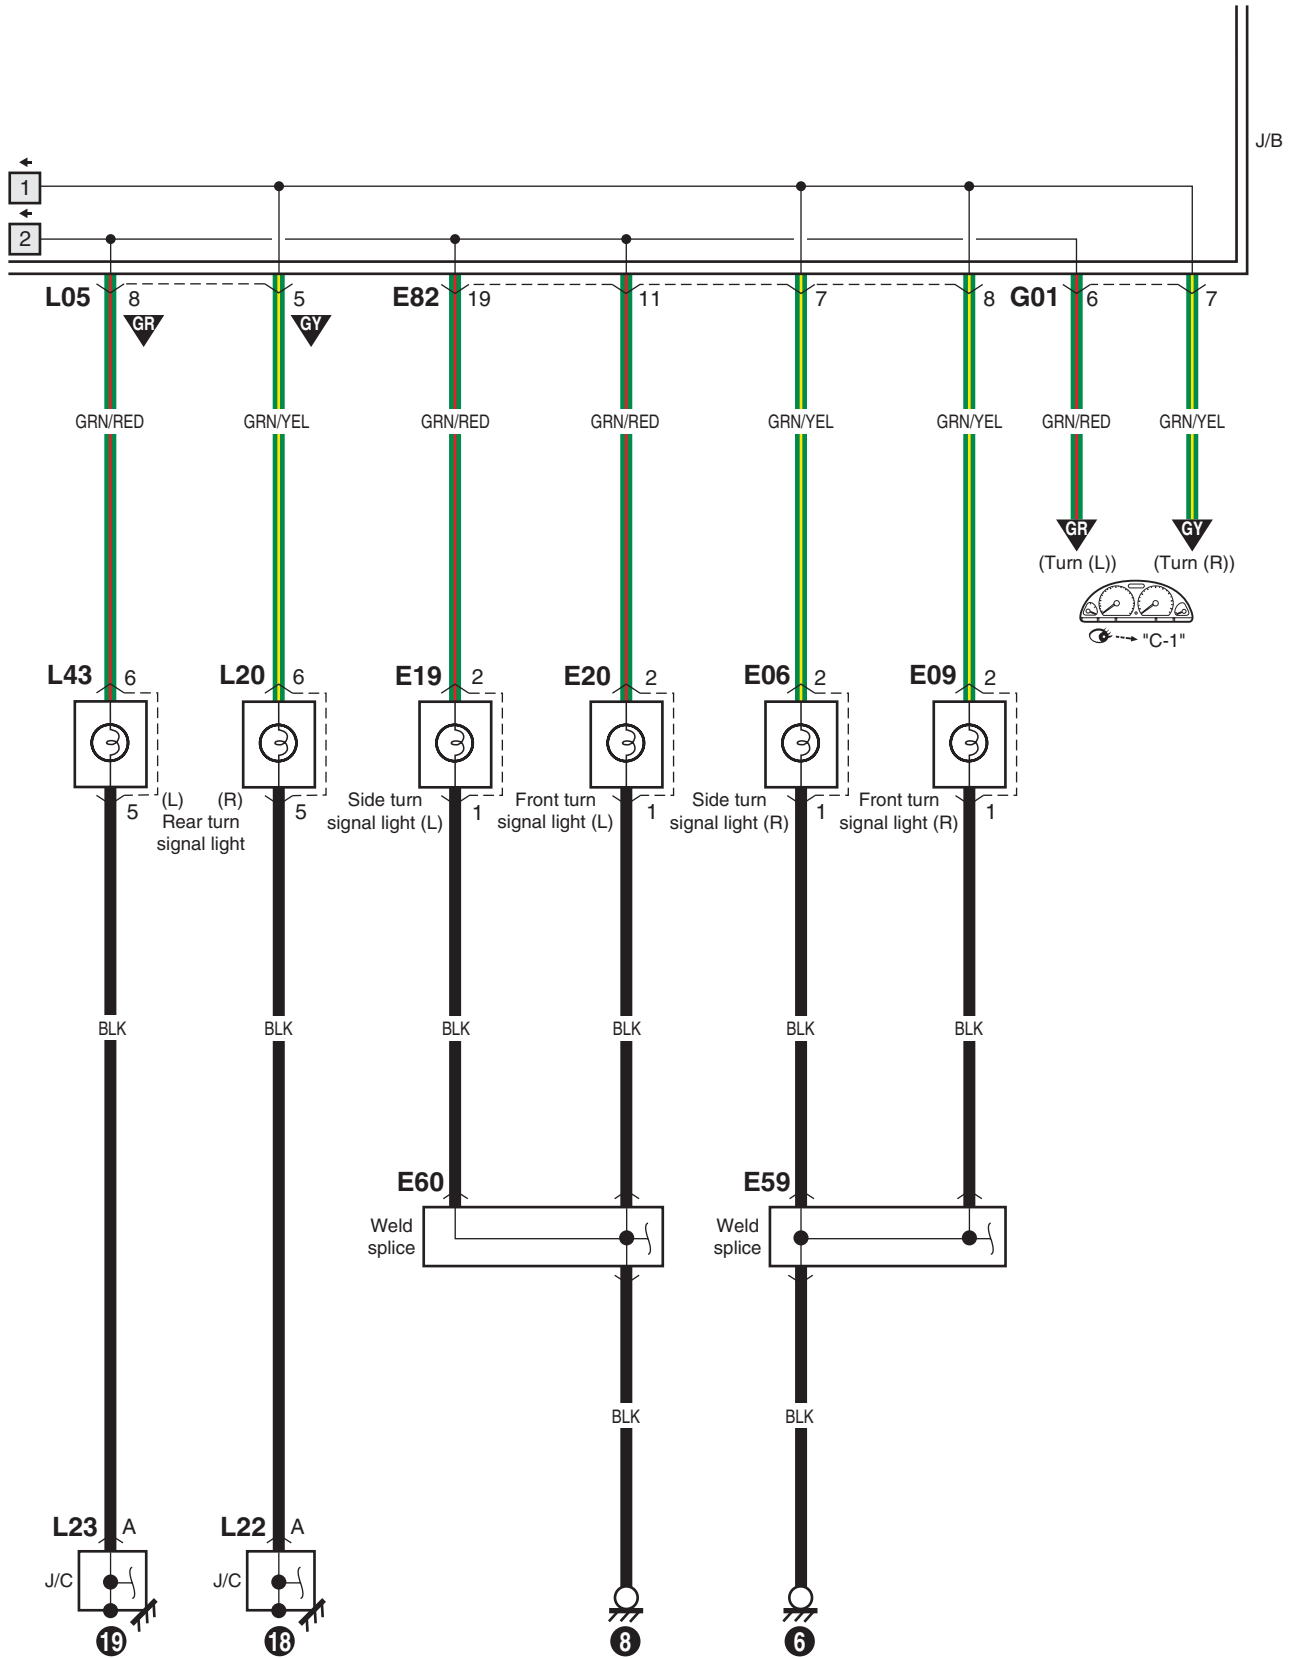 J/B
1
2
L05 8 5 E82 19 11 7 8 G01 6 7
GR GY
GRN/RED GRN/YEL GRN/RED GRN/RED GRN/YEL GRN/YEL GRN/RED GRN/YEL
GR GY
(Turn (L)) (Turn (R))
"C-1"
L43 6 L20 6 E19 2 E20 2 E06 2 E09 2
5 (L) (R) 5 Side turn 1 Front turn 1 Side turn 1 Front turn 1
Rear turn signal light (L) signal light (L) signal light (R) signal light (R)
signal light
BLK BLK BLK BLK BLK BLK
E60 E59
Weld Weld
splice splice
BLK BLK
L23 A L22 A
J/C J/C
19 18 8 6